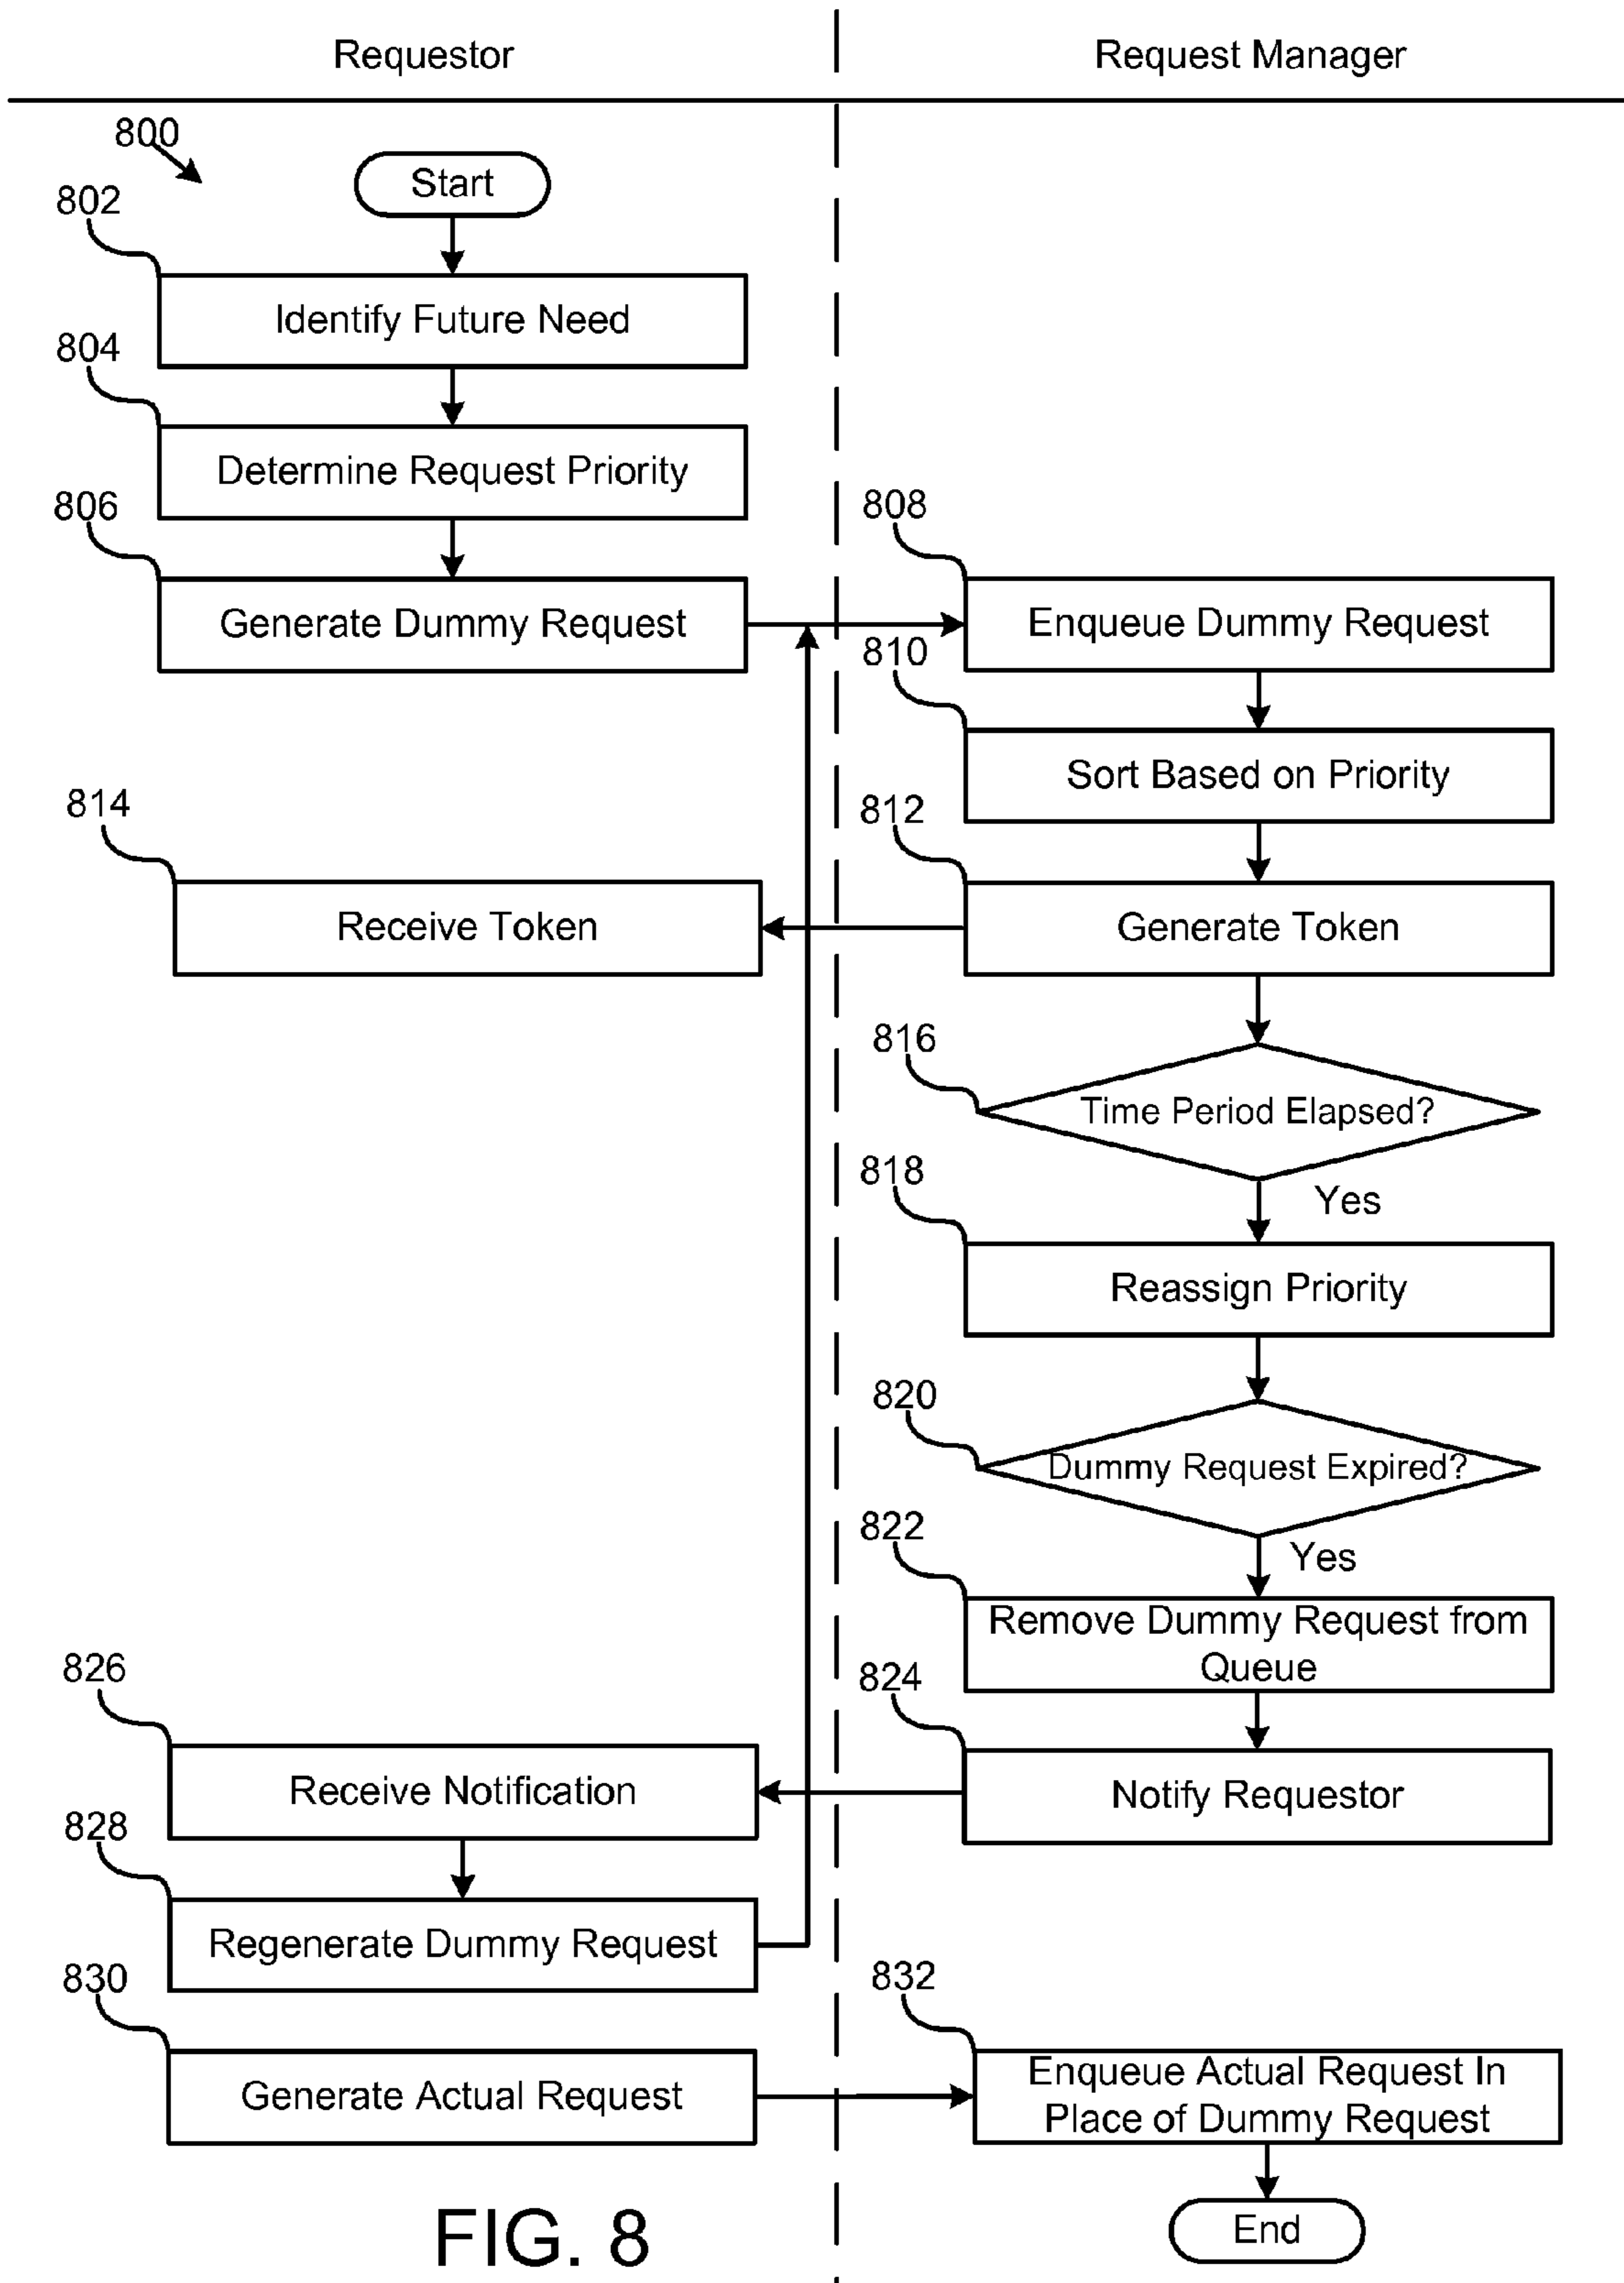 Requestor
Request Manager
800
Start
802
Identify Future Need
804
Determine Request Priority
806
808
Generate Dummy Request
Enqueue Dummy Request
810
Sort Based on Priority
814
812
Receive Token
Generate Token
816
Time Period Elapsed?
818
Yes
Reassign Priority
820
Dummy Request Expired?
822
Yes
Remove Dummy Request from
Queue
826
824
Receive Notification
Notify Requestor
828
Regenerate Dummy Request
830
832
Generate Actual Request
Enqueue Actual Request In
Place of Dummy Request
End
FIG. 8